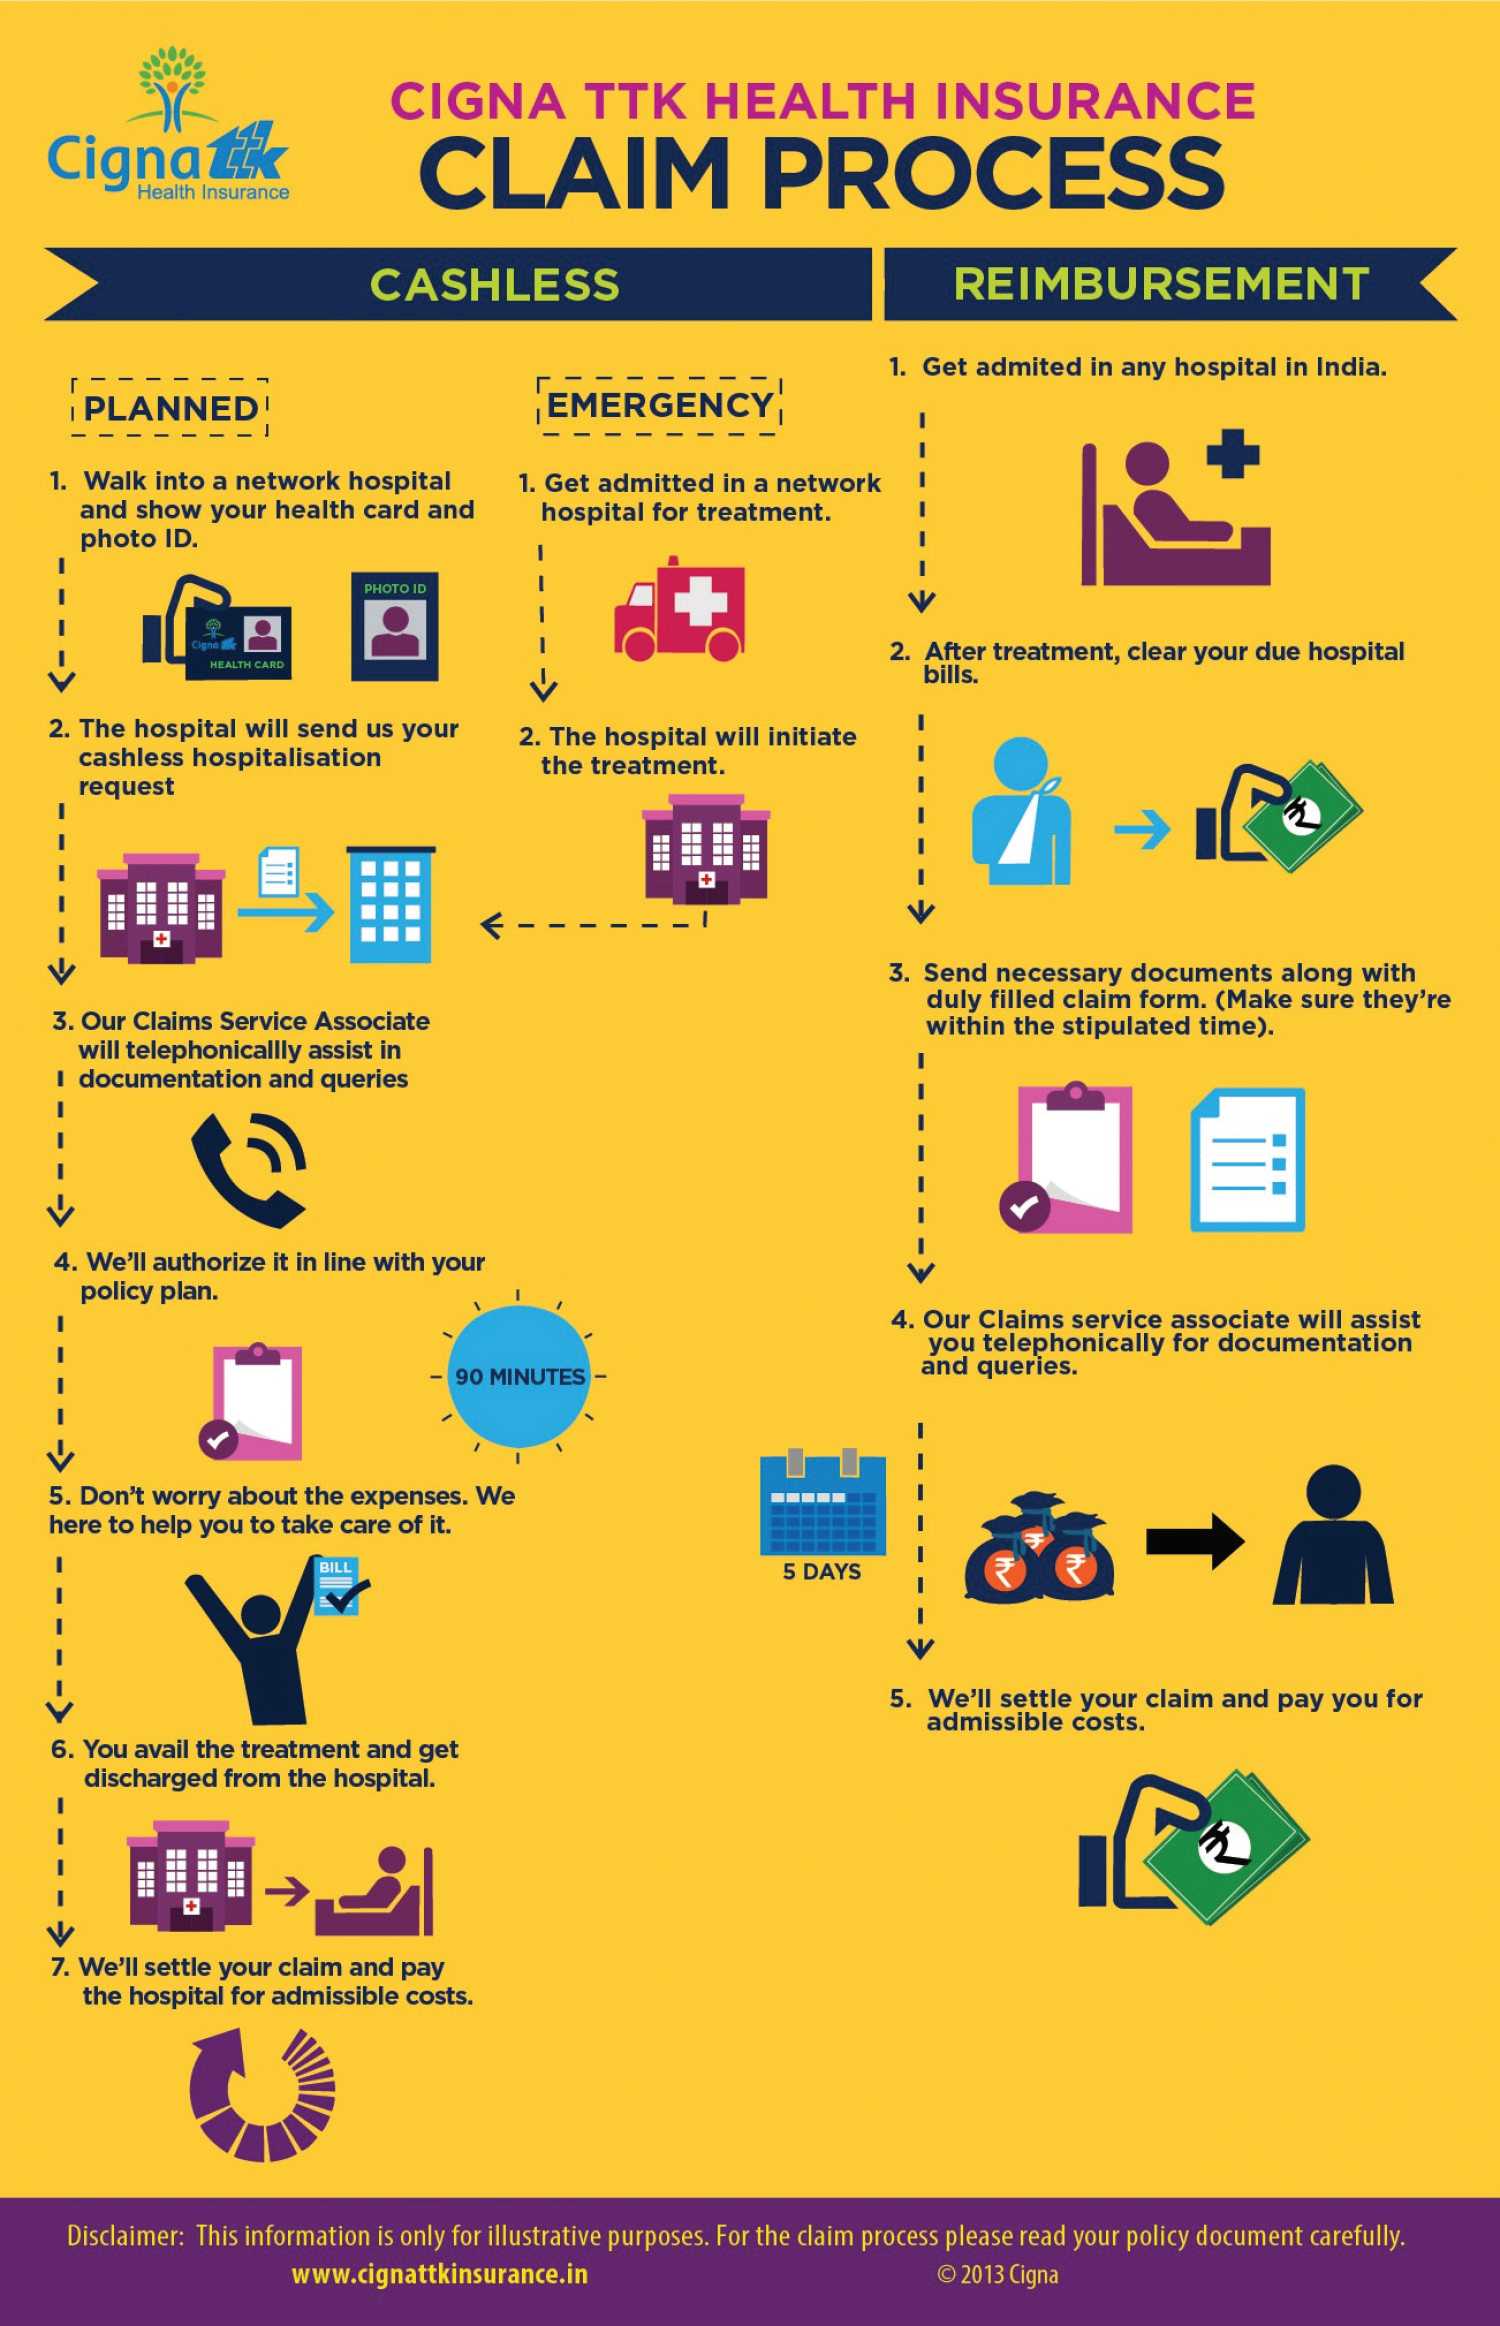 Cigna ttk
Health Insurance
CIGNA TTK HEALTH INSURANCE
CLAIM PROCESS
CASHLESS
PLANNED
1. Walk into a network hospital
and show your health card and
photo ID.
Cigna ttk
HEALTH CARD
PHOTO ID
2. The hospital will send us your
cashless hospitalisation
request
3. Our Claims Service Associate
will telephonicallly assist in
documentation and queries
4. We'll authorize it in line with your
policy plan.
90 MINUTES
5. Don't worry about the expenses. We
here to help you to take care of it.
BILL
6. You avail the treatment and get
discharged from the hospital.
7. We'll settle your claim and pay
the hospital for admissible costs.
EMERGENCY
1. Get admitted in a network
hospital for treatment.
2. The hospital will initiate
the treatment.
REIMBURSEMENT
1. Get admited in any hospital in India.
2. After treatment, clear your due hospital
bills.
₹
3. Send necessary documents along with
duly filled claim form. (Make sure they're
within the stipulated time).
4. Our Claims service associate will assist
you telephonically for documentation
and queries.
5 DAYS
₹ ₹ ₹
5. We'll settle your claim and pay you for
admissible costs.
₹
Disclaimer: This information is only for illustrative purposes. For the claim process please read your policy document carefully.
www.cignattkinsurance.in
© 2013 Cigna